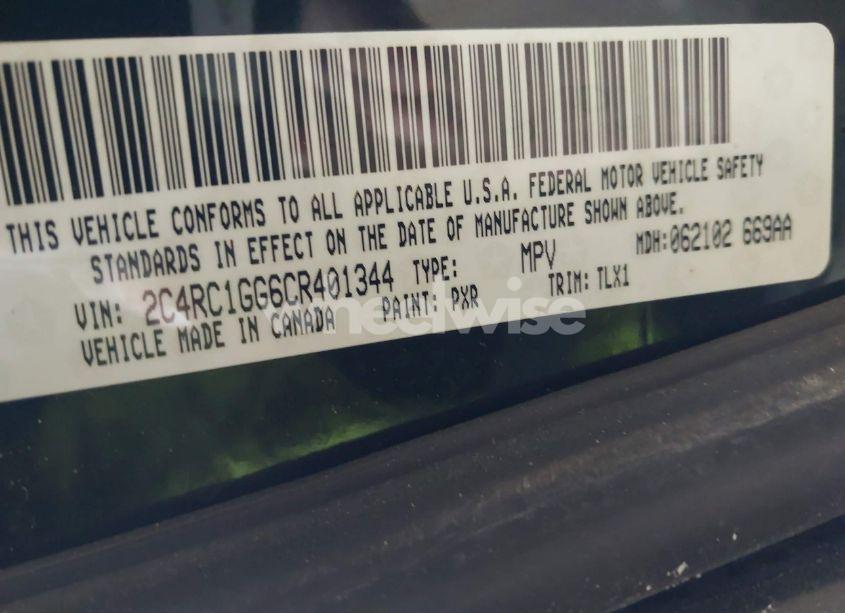 THIS VEHICLE CONFORMS TO ALL APPLICABLE U.S.A. FEDERAL MOTOR VEHICLE SAFETY
STANDARDS IN EFFECT ON THE DATE OF MANUFACTURE SHOWN ABOVE.
VIN: 2C4RC1GG6CR401344 TYPE: MPV MDH:062102 669AA
VEHICLE MADE IN CANADA PAINT: PXR TRIM: TLX1
wheelwise